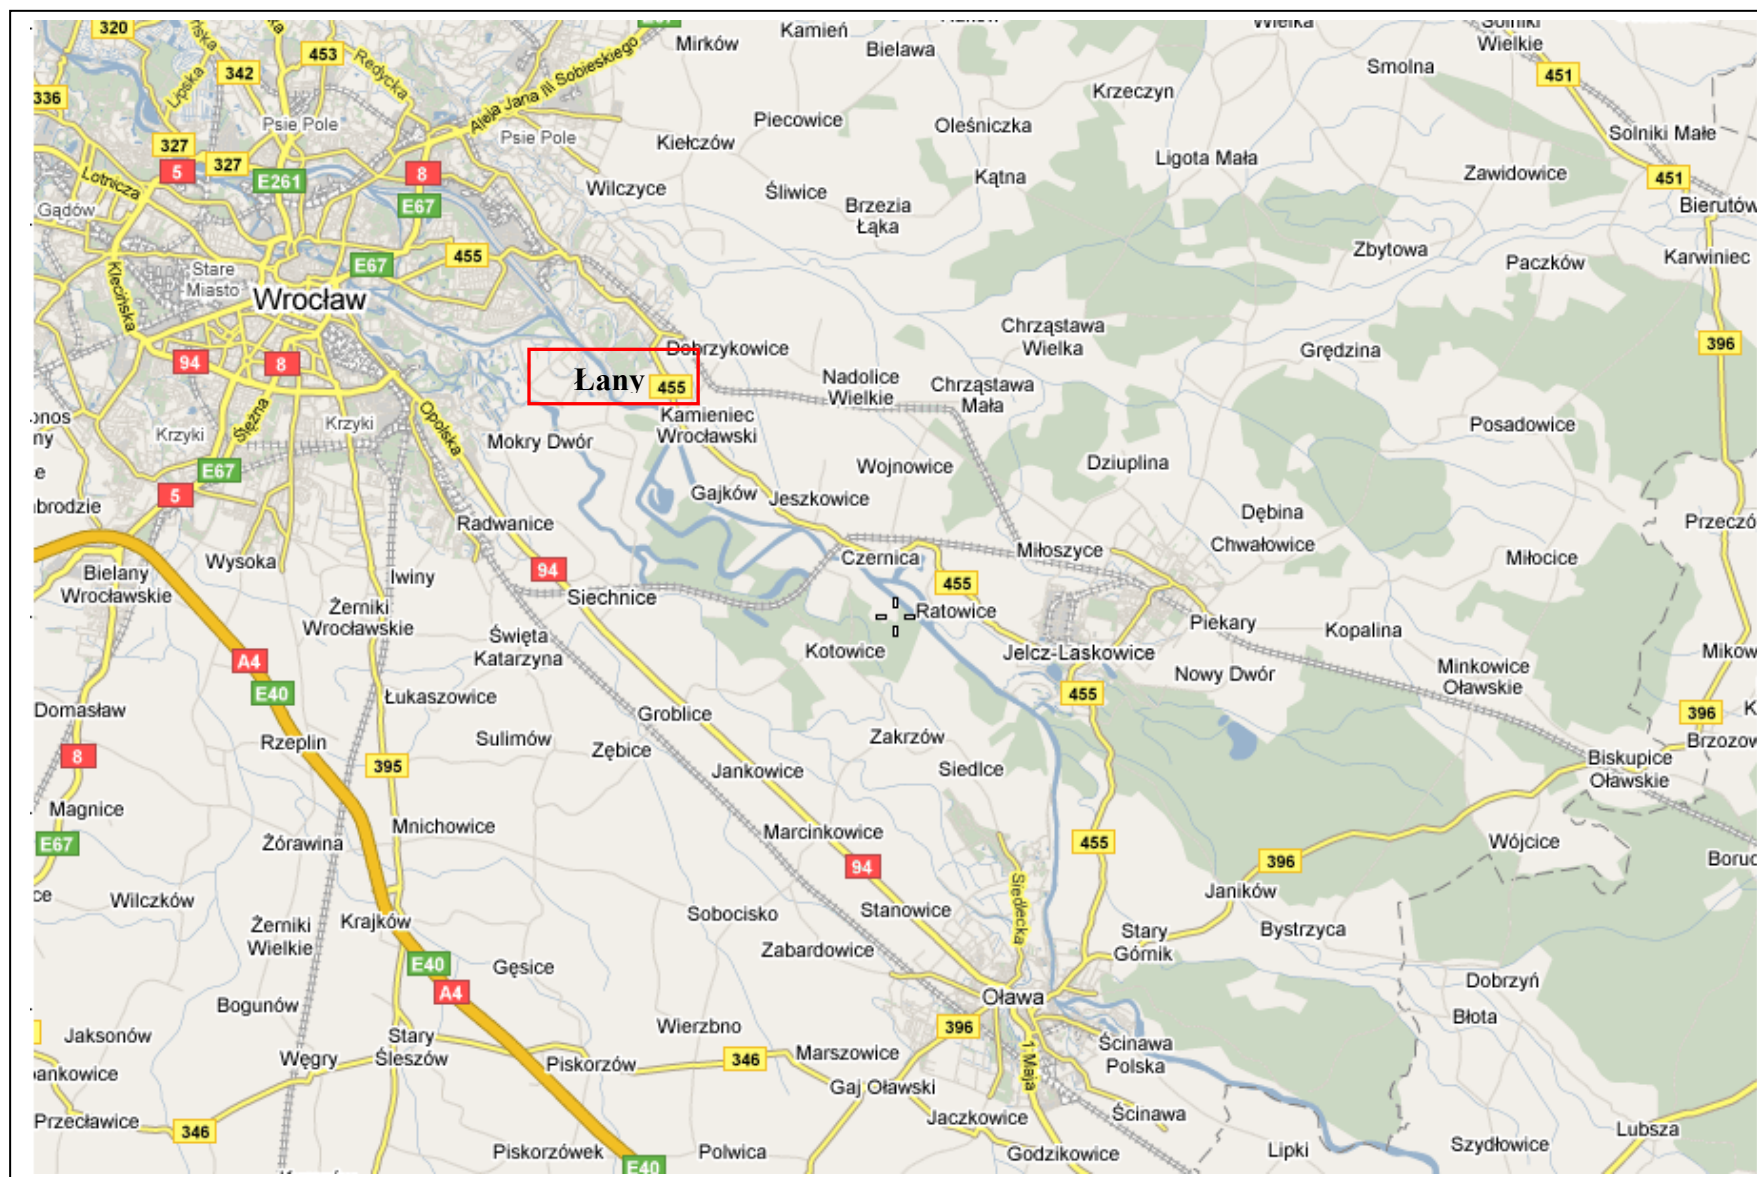 320
453
342
336
Lipska
Redycka
Aleja Jana III Sobieskiego
Mirków
Kamień
Bielawa
Wielka
Solniki
Wielkie
Smolna
451
Krzeczyn
Psie Pole
Psie Pole
Piecowice
Oleśniczka
Solniki Małe
327
327
5
Kiełczów
Ligota Mała
Zawidowice
451
Lotnicza
E261
8
Wilczyce
Śliwice
Kątna
Bierutów
Gądów
E67
Brzezia
Łąka
455
Zbytowa
Paczków
Karwiniec
E67
Stare
Miasto
Klecińska
Wrocław
Chrząstawa
Wielka
396
94
8
Dobrzykowice
Grędzina
Łany
455
Nadolice
Wielkie
Chrząstawa
Mała
Ślężna
Opolska
Krzyki
Krzyki
Kamieniec
Wrocławski
Posadowice
Mokry Dwór
E67
Wojnowice
Dziuplina
5
Gajków
Jeszkowice
Dębina
Radwanice
Chwałowice
Wysoka
Miłoszyce
Miłocice
Bielany
Wrocławskie
Iwiny
94
Czernica
455
Siechnice
Ratowice
Żerniki
Wrocławskie
Święta
Katarzyna
Kotowice
Piekary
Kopalina
Jelcz-Laskowice
A4
E40
Nowy Dwór
Minkowice
Oławskie
Łukaszowice
455
Domasław
Groblice
396
Rzeplin
Sulimów
Zębice
Zakrzów
8
395
Jankowice
Siedlce
Biskupice
Oławskie
Magnice
Mnichowice
Marcinkowice
E67
Żórawina
455
Wójcice
94
396
Wilczków
Siedlecka
Janików
Krajków
Sobocisko
Stanowice
Żerniki
Wielkie
Zabardowice
Stary
Górnik
Bystrzyca
E40
Gęsice
A4
Dobrzyń
Bogunów
Oława
Błota
Jaksonów
Stary
Śleszów
Wierzbno
396
Ścinawa
Polska
Węgry
Piskorzów
346
Marszowice
1 Maja
Gaj Oławski
Przecławice
346
Jaczkowice
Ścinawa
Lubsza
Piskorzówek
Polwica
Godzikowice
Lipki
Szydłowice
E40